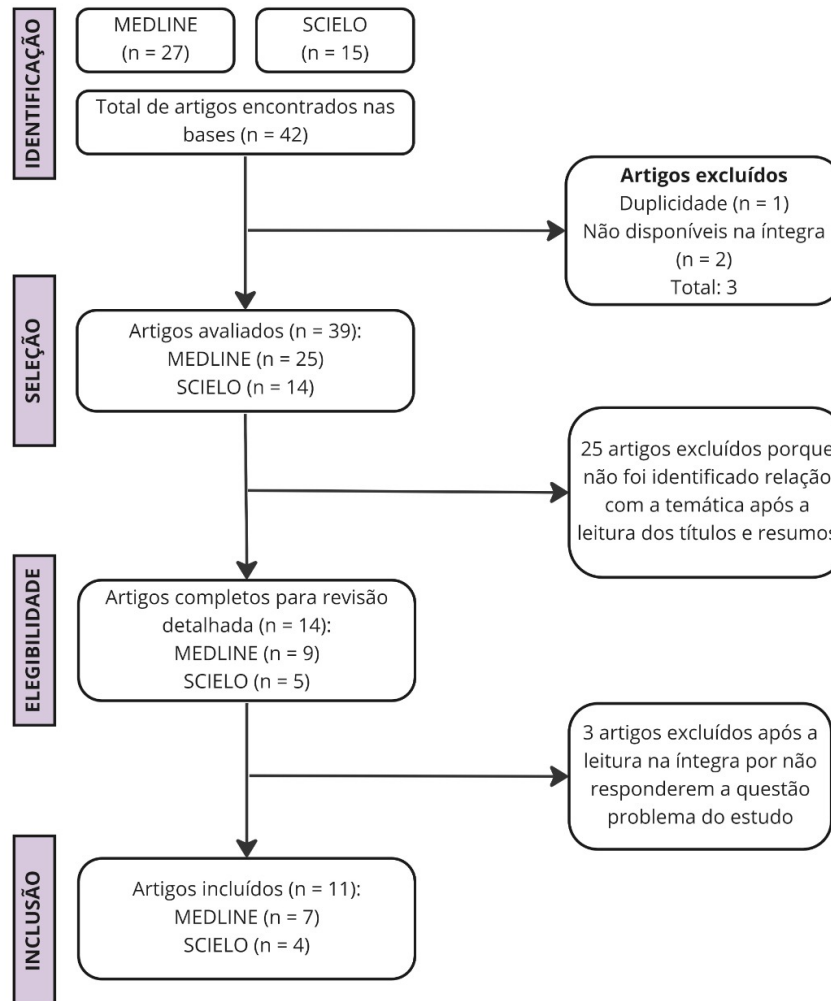 IDENTIFICAÇÃO
MEDLINE
(n = 27)
SCIELO
(n = 15)
Total de artigos encontrados nas
bases (n = 42)
Artigos excluídos
Duplicidade (n = 1)
Não disponíveis na íntegra
(n = 2)
Total: 3
SELEÇÃO
Artigos avaliados (n = 39):
MEDLINE (n = 25)
SCIELO (n = 14)
25 artigos excluídos porque
não foi identificado relação
com a temática após a
leitura dos títulos e resumos
ELEGIBILIDADE
Artigos completos para revisão
detalhada (n = 14):
MEDLINE (n = 9)
SCIELO (n = 5)
3 artigos excluídos após a
leitura na íntegra por não
responderem a questão
problema do estudo
INCLUSÃO
Artigos incluídos (n = 11):
MEDLINE (n = 7)
SCIELO (n = 4)